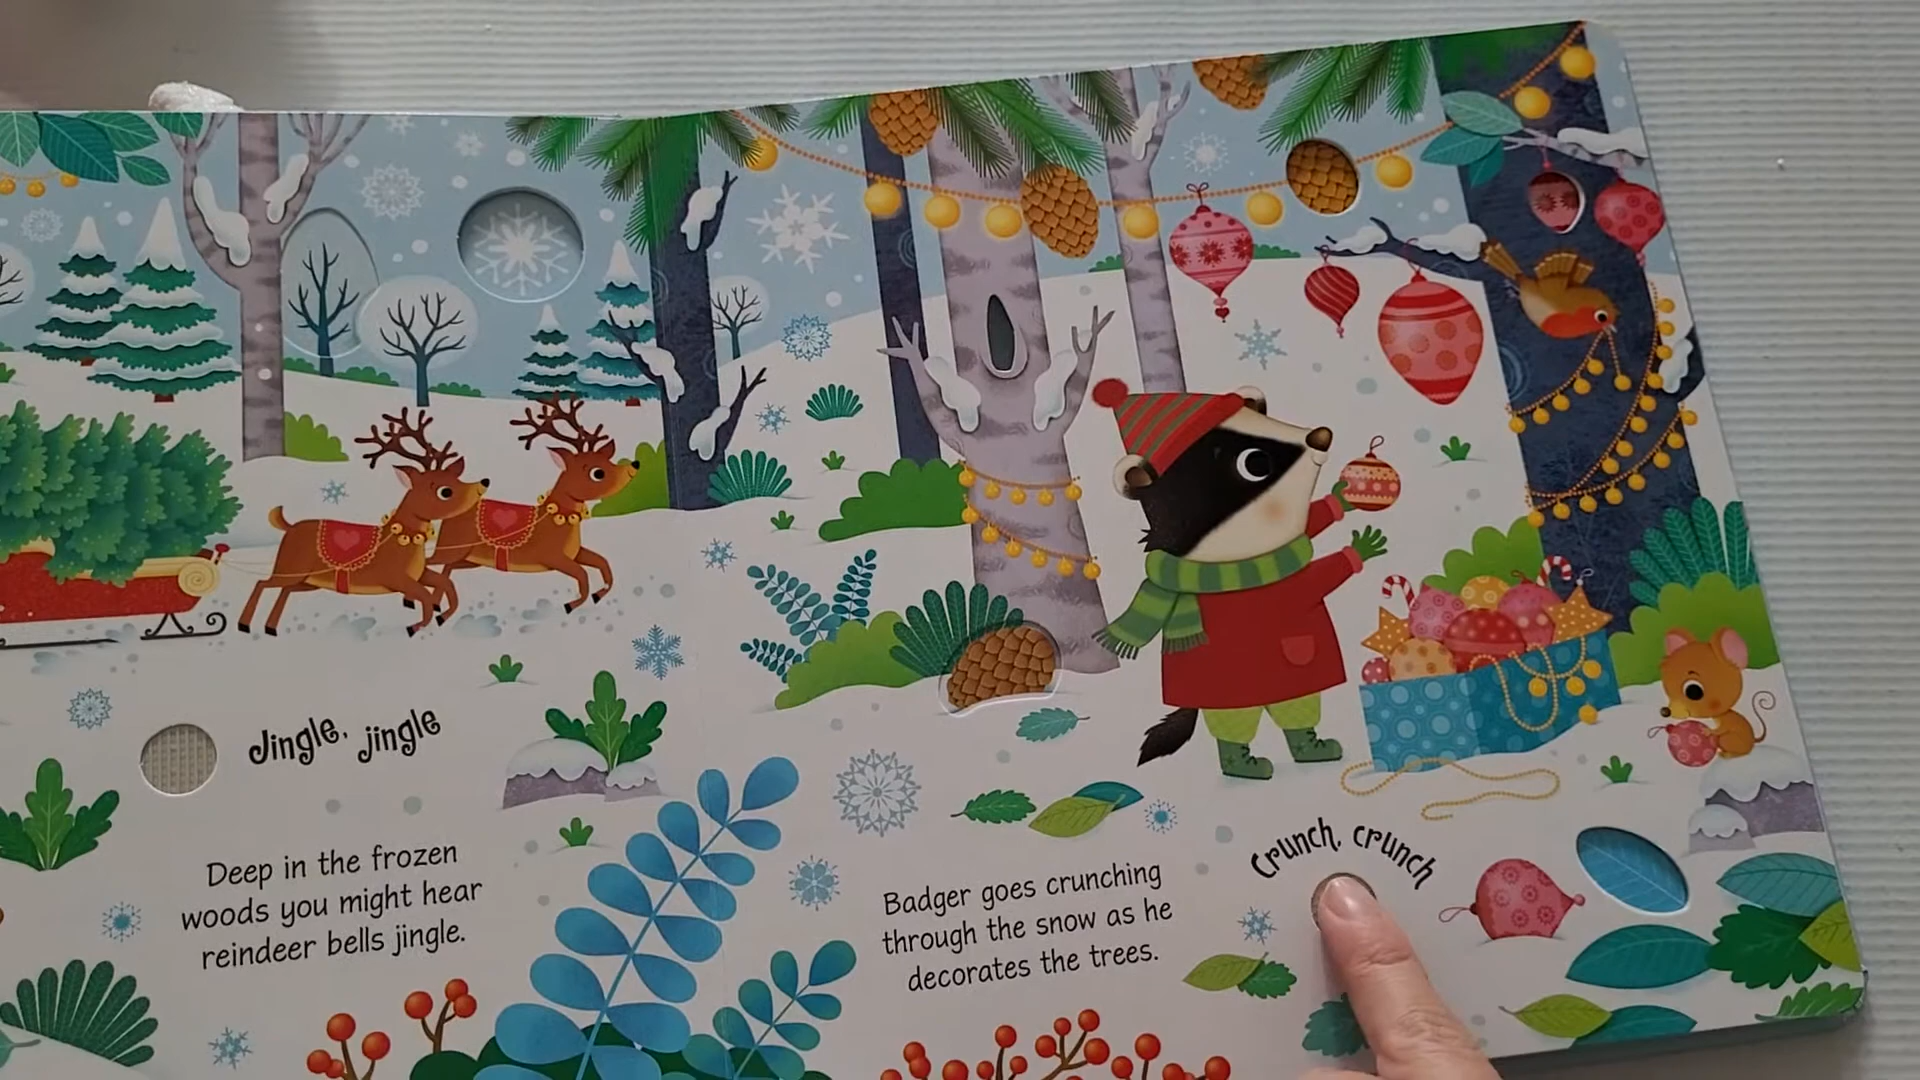 Jingle, jingle
Deep in the frozen
woods you might hear
reindeer bells jingle.
Crunch, crunch
Badger goes crunching
through the snow as he
decorates the trees.